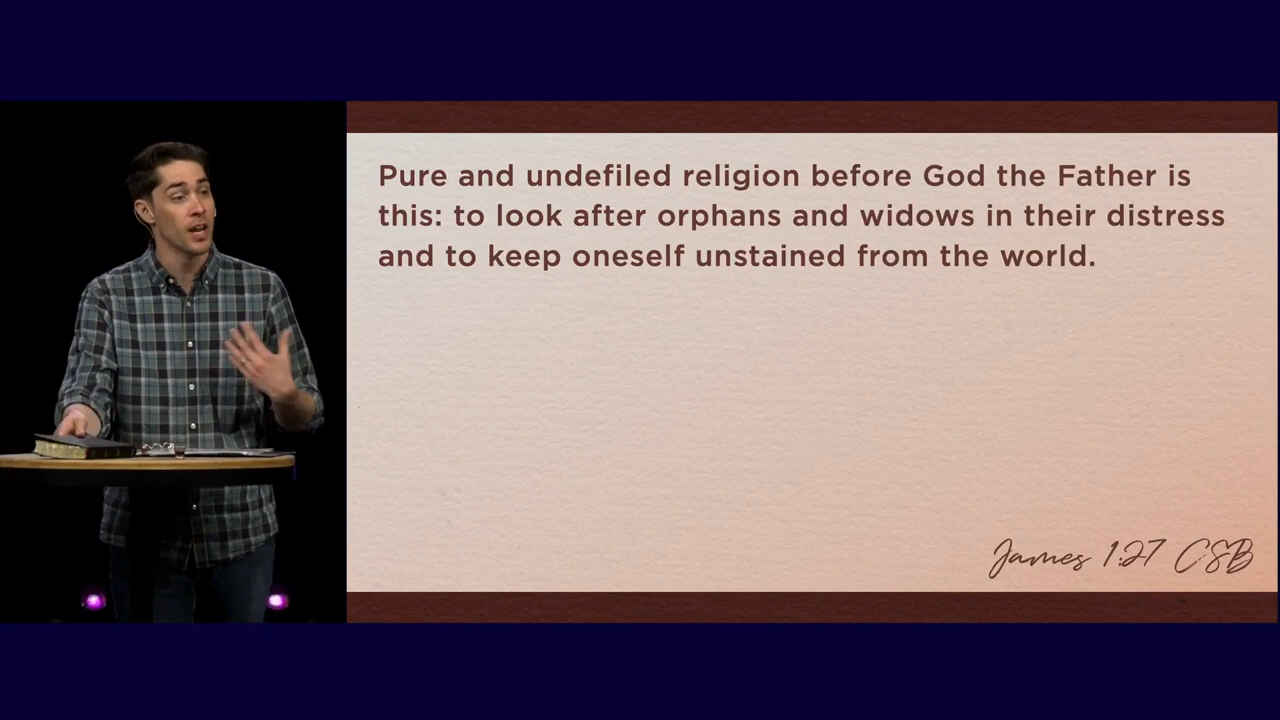 Pure and undefiled religion before God the Father is
this: to look after orphans and widows in their distress
and to keep oneself unstained from the world.
James 1:27 CSB